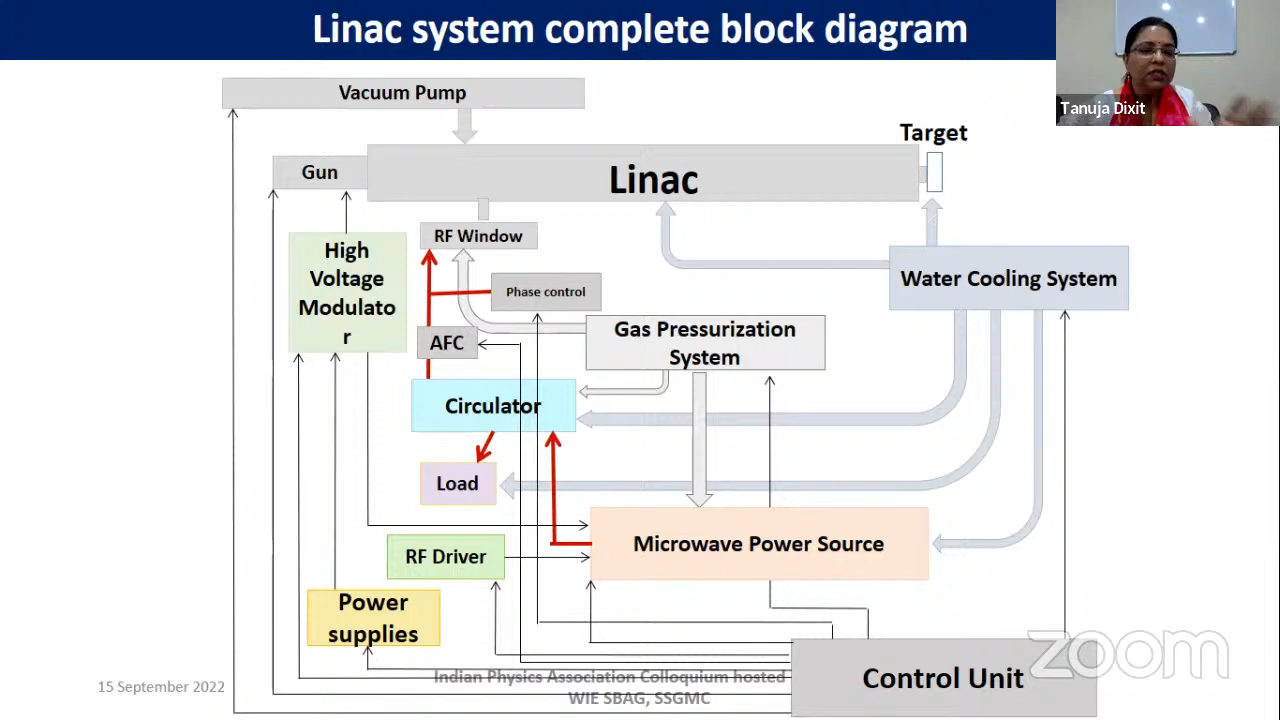 Linac system complete block diagram
Tanuja Dixit
Vacuum Pump
Target
Gun
Linac
RF Window
High
Voltage
Modulato
r
Phase control
Water Cooling System
Gas Pressurization
System
AFC
Circulator
Load
Microwave Power Source
RF Driver
Power
supplies
Control Unit
zoom
15 September 2022
Indian Physics Association Colloquium hosted
WIE SBAG, SSGMC